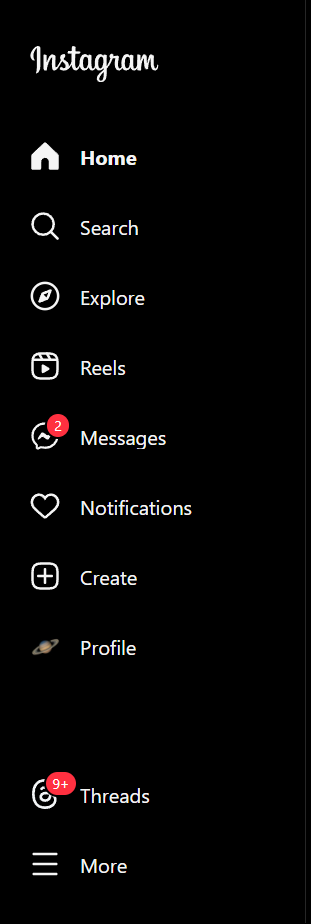 Instagram
Home
Search
Explore
Reels
2
Messages
Notifications
Create
Profile
9+
Threads
More